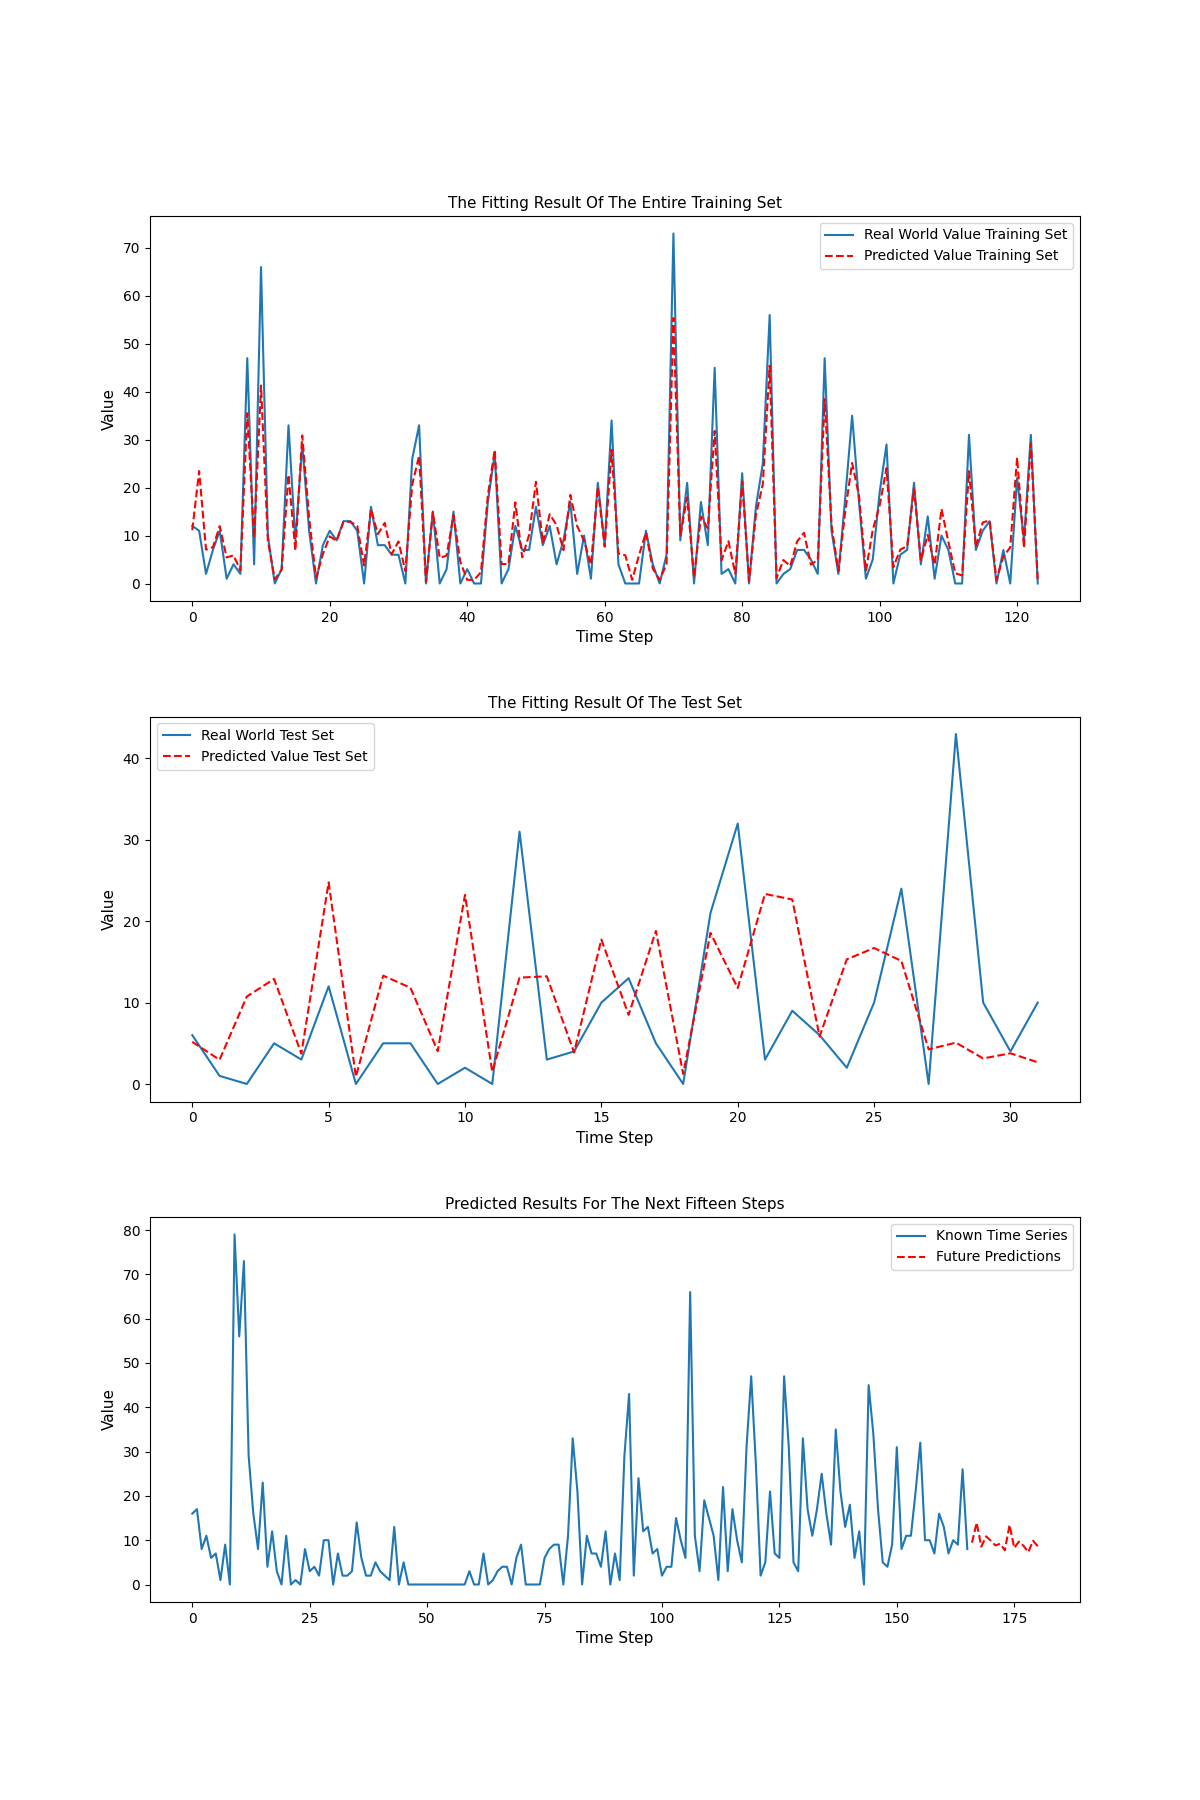 The Fitting Result Of The Entire Training Set
Real World Value Training Set
Predicted Value Training Set
70
60
50
40
30
20
10
0
Value
0 20 40 60 80 100 120
Time Step
The Fitting Result Of The Test Set
Real World Test Set
Predicted Value Test Set
40
30
20
10
0
Value
0 5 10 15 20 25 30
Time Step
Predicted Results For The Next Fifteen Steps
Known Time Series
Future Predictions
80
70
60
50
40
30
20
10
0
Value
0 25 50 75 100 125 150 175
Time Step